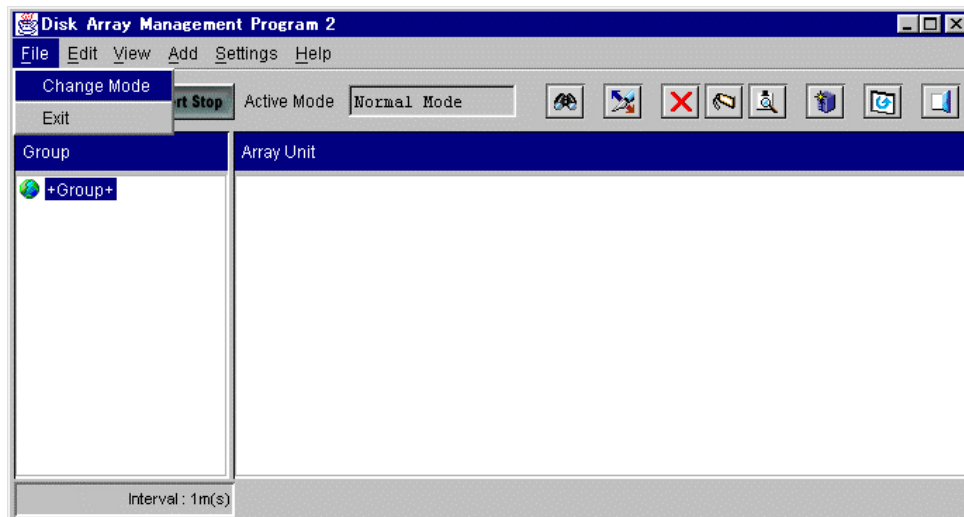 Disk Array Management Program 2
File Edit View Add Settings Help
Change Mode
rt Stop Active Mode Normal Mode
Exit
Group Array Unit
+Group+
Interval : 1m(s)